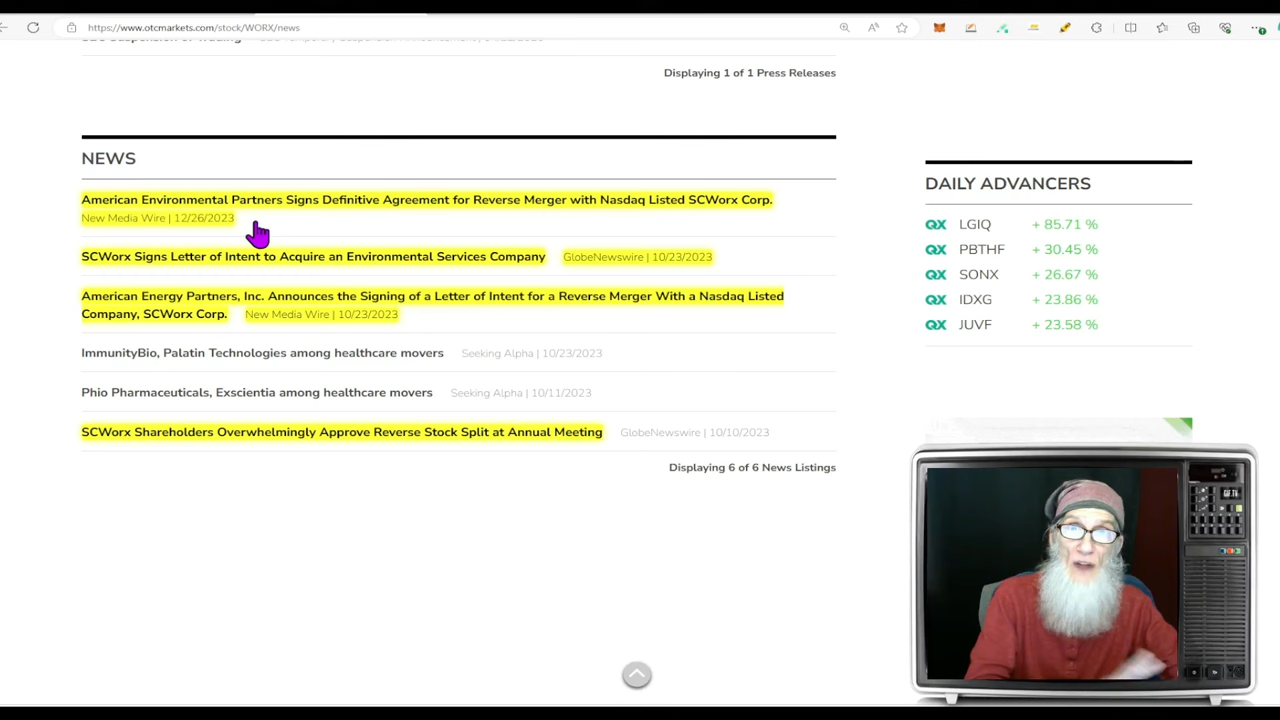 https://www.otcmarkets.com/stock/WORX/news
Displaying 1 of 1 Press Releases
NEWS
American Environmental Partners Signs Definitive Agreement for Reverse Merger with Nasdaq Listed SCWorx Corp.
New Media Wire | 12/26/2023
SCWorx Signs Letter of Intent to Acquire an Environmental Services Company GlobeNewswire | 10/23/2023
American Energy Partners, Inc. Announces the Signing of a Letter of Intent for a Reverse Merger With a Nasdaq Listed
Company, SCWorx Corp. New Media Wire | 10/23/2023
ImmunityBio, Palatin Technologies among healthcare movers Seeking Alpha | 10/23/2023
Phio Pharmaceuticals, Exscientia among healthcare movers Seeking Alpha | 10/11/2023
SCWorx Shareholders Overwhelmingly Approve Reverse Stock Split at Annual Meeting GlobeNewswire | 10/10/2023
Displaying 6 of 6 News Listings
DAILY ADVANCERS
QX LGIQ + 85.71 %
QX PBTHF + 30.45 %
QX SONX + 26.67 %
QX IDXG + 23.86 %
QX JUVF + 23.58 %
GIF.TV